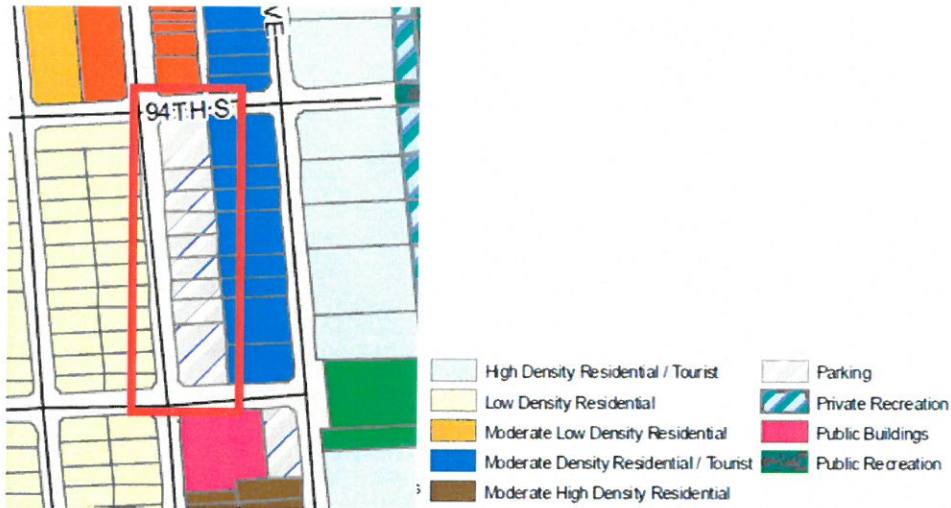 VE
94TH S
High Density Residential / Tourist
Low Density Residential
Moderate Low Density Residential
Moderate Density Residential / Tourist
Moderate High Density Residential
s
Parking
Private Recreation
Public Buildings
Public Recreation